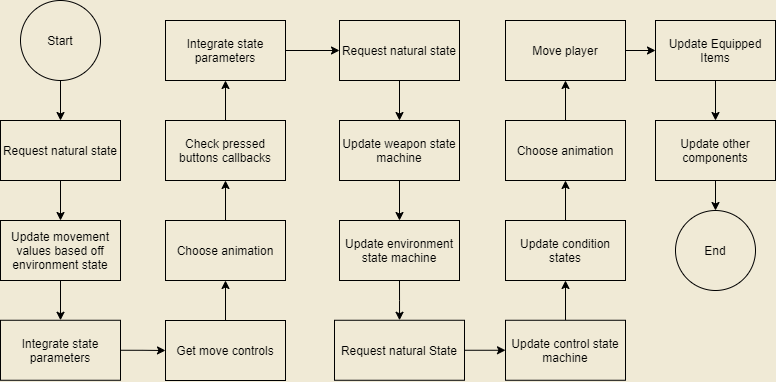 Start
Request natural state
Update movement
values based off
environment state
Integrate state
parameters
Get move controls
Choose animation
Check pressed
buttons callbacks
Integrate state
parameters
Request natural state
Update weapon state
machine
Update environment
state machine
Request natural State
Update control state
machine
Update condition
states
Choose animation
Move player
Update Equipped
Items
Update other
components
End